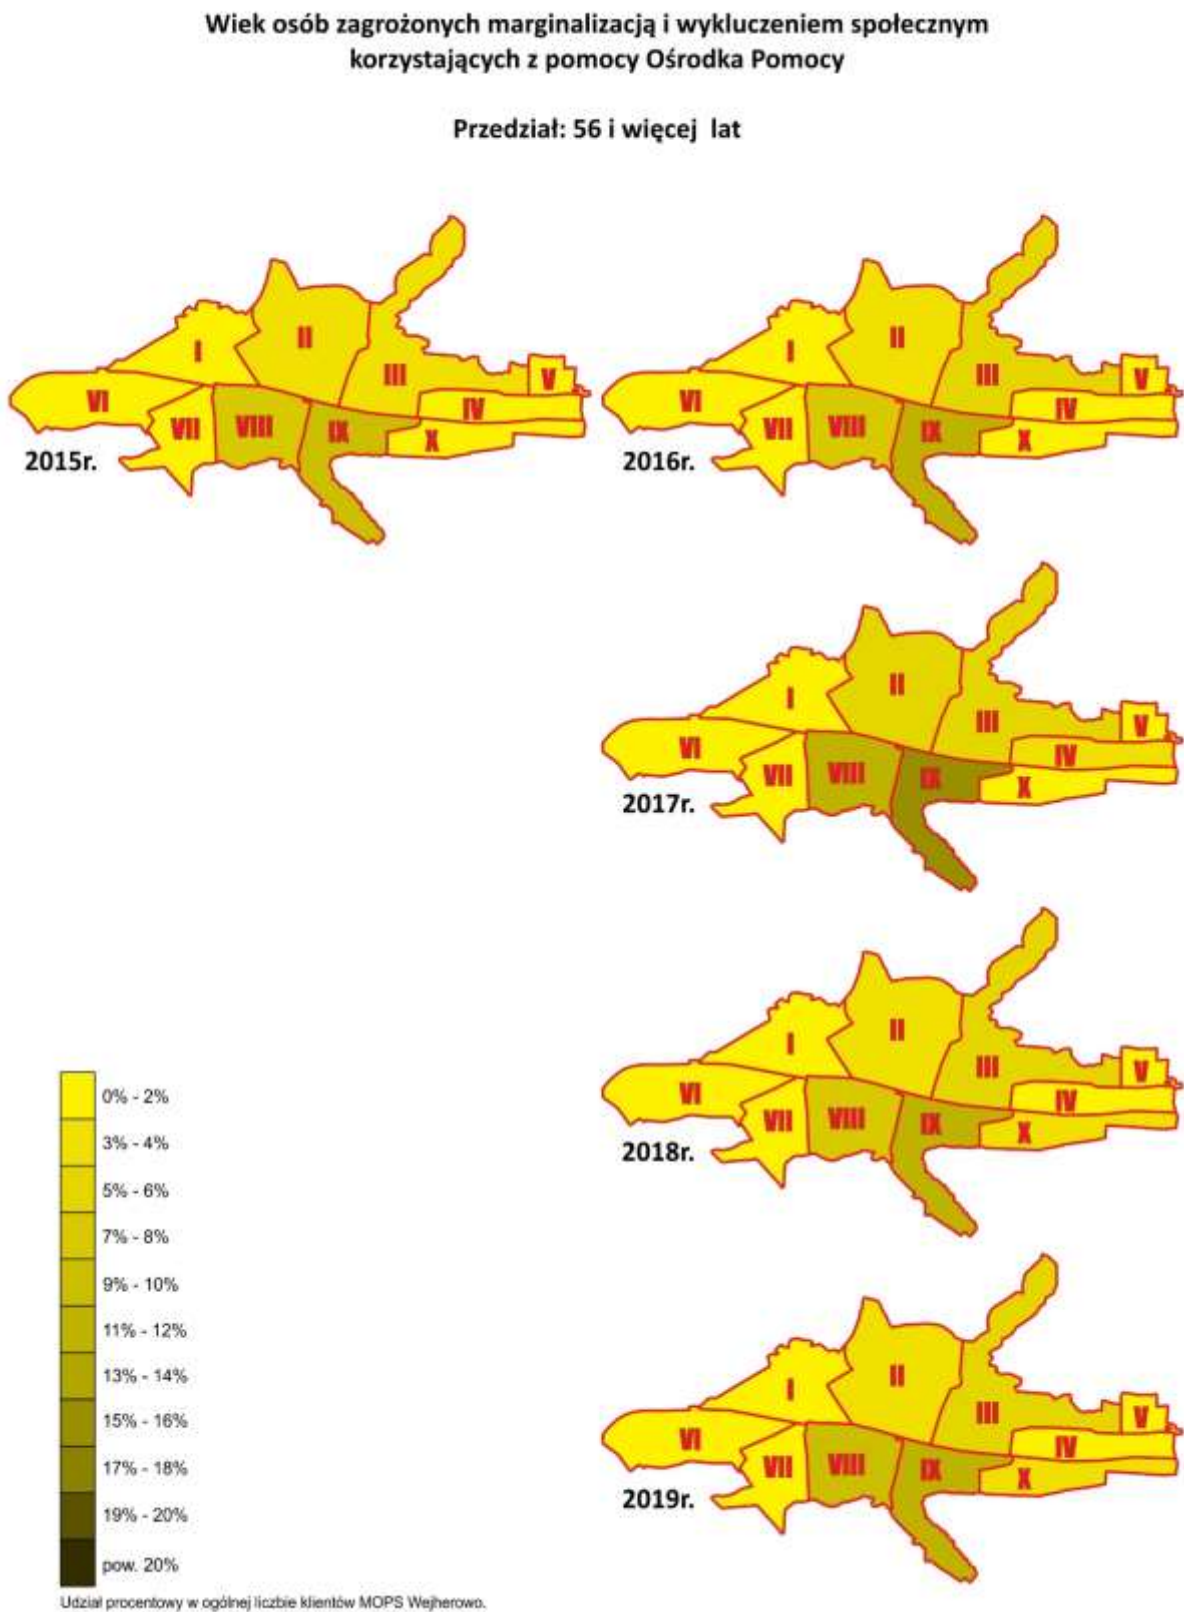 Wiek osób zagrożonych marginalizacją i wykluczeniem społecznym
korzystających z pomocy Ośrodka Pomocy
Przedział: 56 i więcej lat
I
II
III
IV
V
VI
VII
VIII
IX
X
2015r.
I
II
III
IV
V
VI
VII
VIII
IX
X
2016r.
I
II
III
IV
V
VI
VII
VIII
IX
X
2017r.
I
II
III
IV
V
VI
VII
VIII
IX
X
2018r.
I
II
III
IV
V
VI
VII
VIII
IX
X
2019r.
0% - 2%
3% - 4%
5% - 6%
7% - 8%
9% - 10%
11% - 12%
13% - 14%
15% - 16%
17% - 18%
19% - 20%
pow. 20%
Udział procentowy w ogólnej liczbie klientów MOPS Wejherowo.